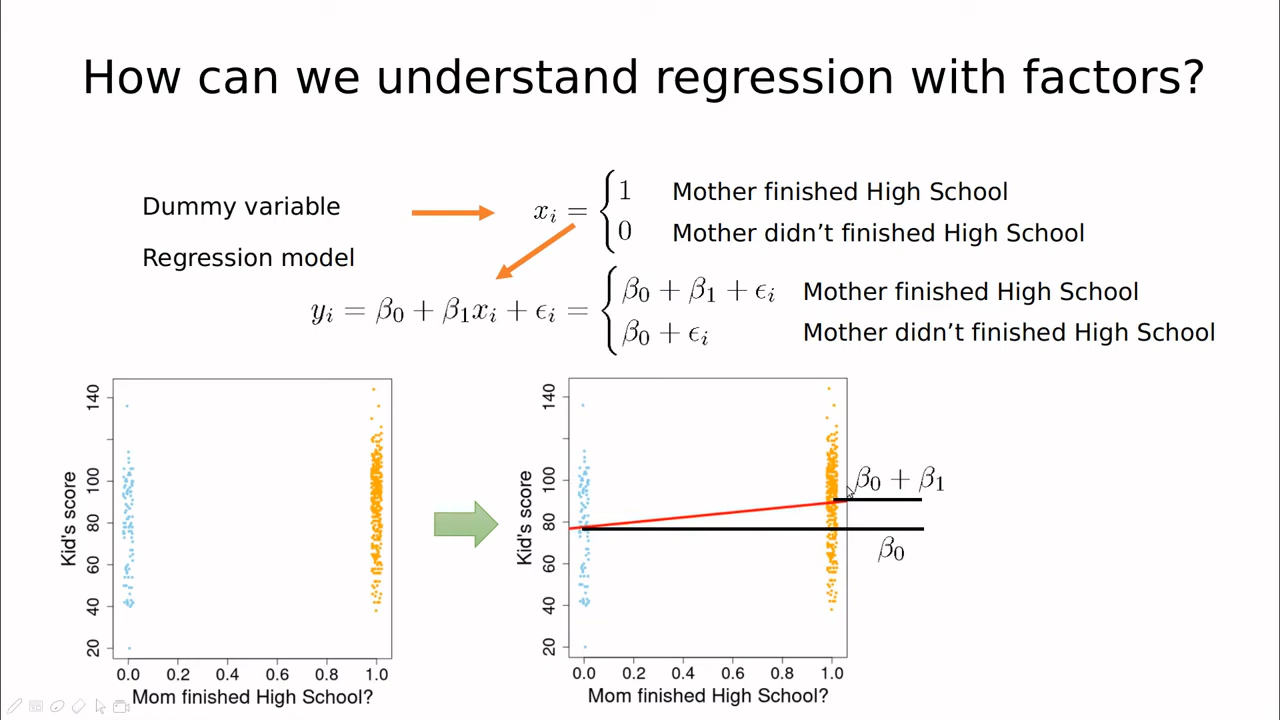 How can we understand regression with factors?
Dummy variable
x_i = { 1 Mother finished High School
0 Mother didn’t finished High School
Regression model
y_i = β_0 + β_1x_i + ϵ_i = { β_0 + β_1 + ϵ_i Mother finished High School
β_0 + ϵ_i Mother didn’t finished High School
Kid's score
140
100
80
60
40
20
0.0 0.2 0.4 0.6 0.8 1.0
Mom finished High School?
Kid's score
140
100
80
60
40
20
β_0 + β_1
β_0
0.0 0.2 0.4 0.6 0.8 1.0
Mom finished High School?